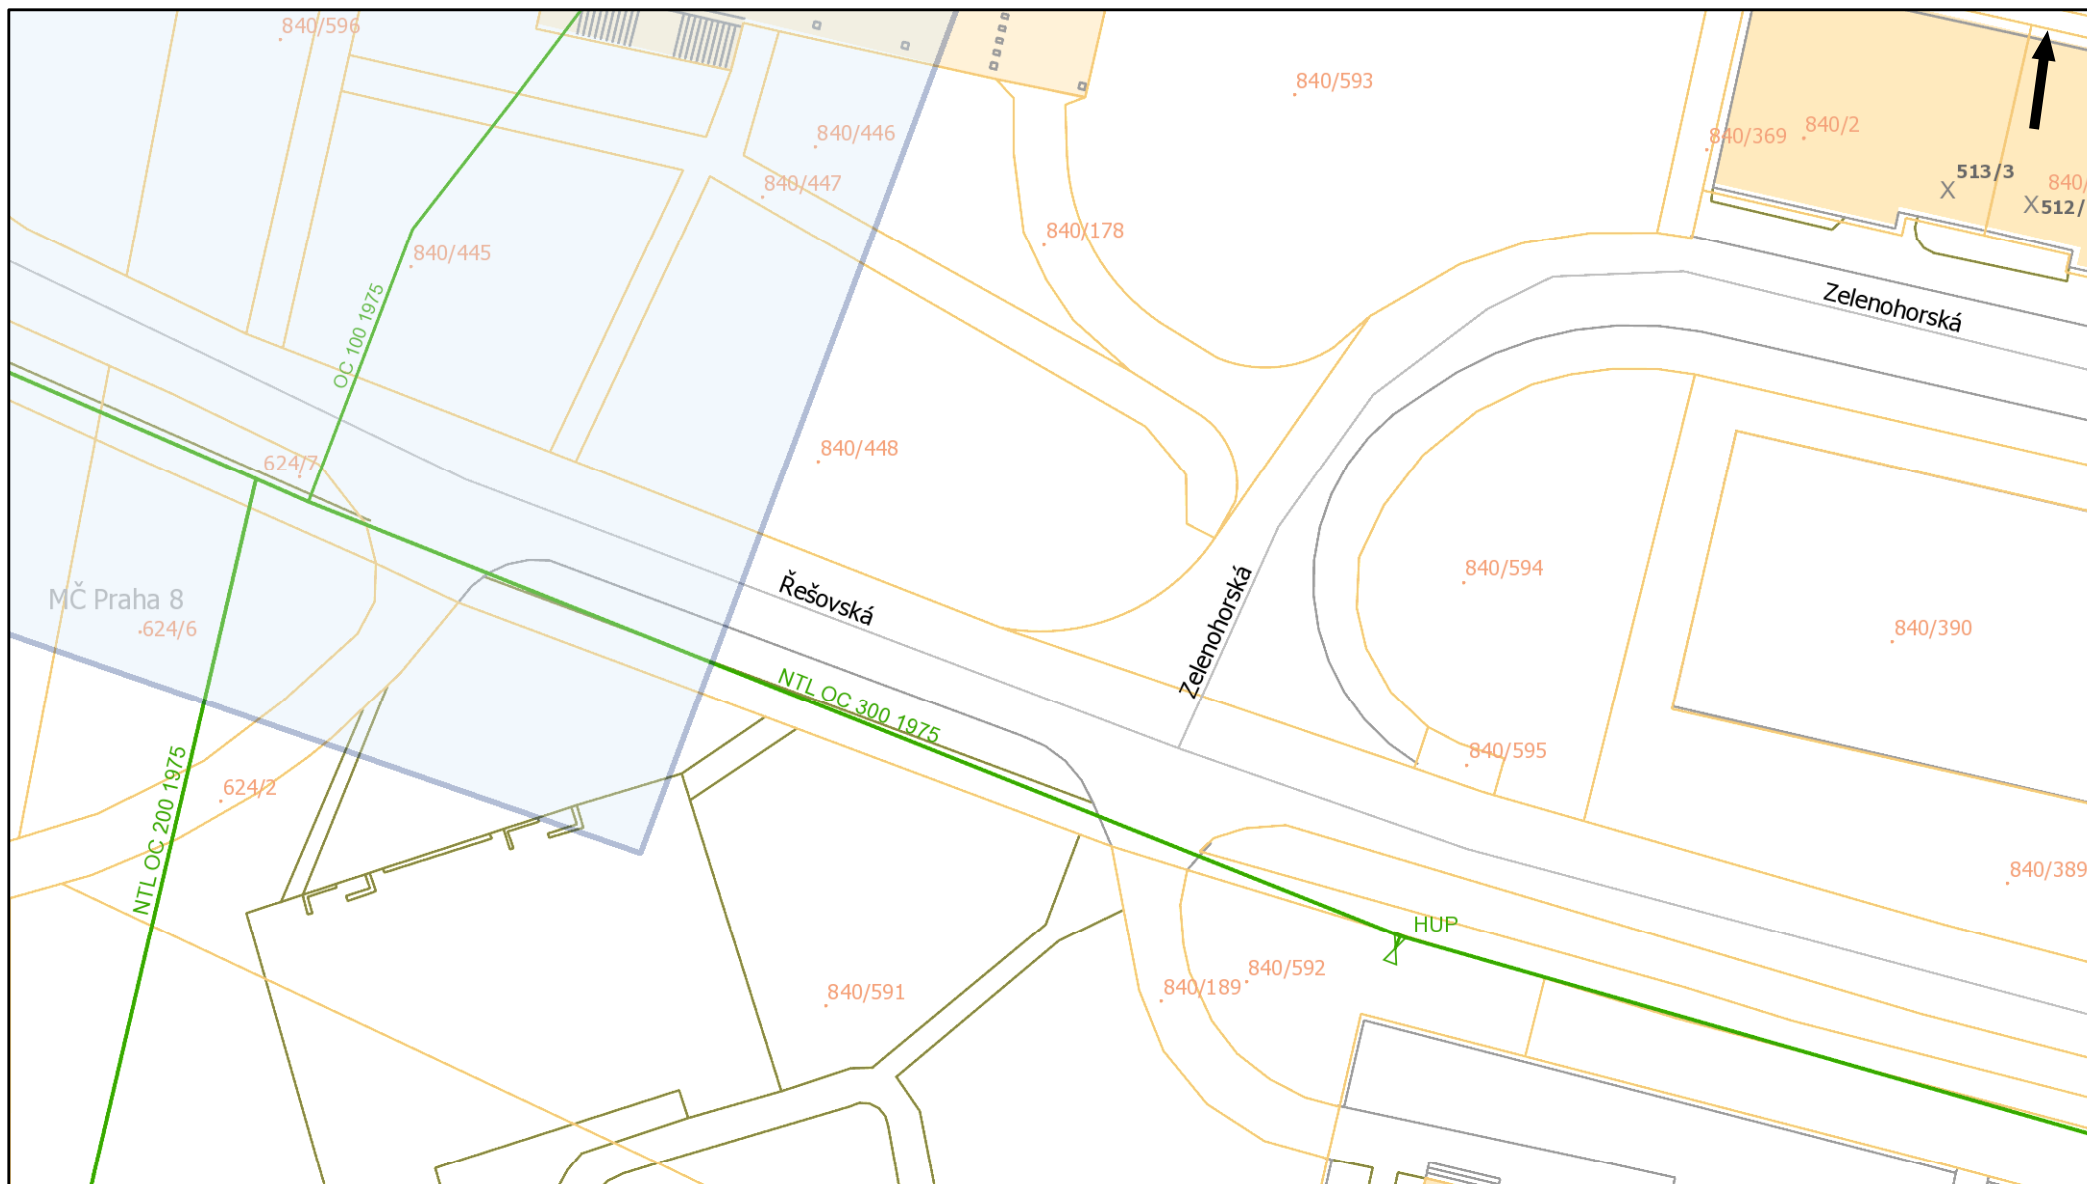 840/596
840/593
840/446
840/369
840/2
840/447
513/3
840/
X
X
512/
840/178
840/445
Zelenohorská
OC 100 1975
840/448
624/7
840/594
MČ Praha 8
Řešovská
Zelenohorská
624/6
840/390
NTL OC 300 1975
840/595
624/2
NTL OC 200 1975
840/389
HUP
840/592
840/591
840/189